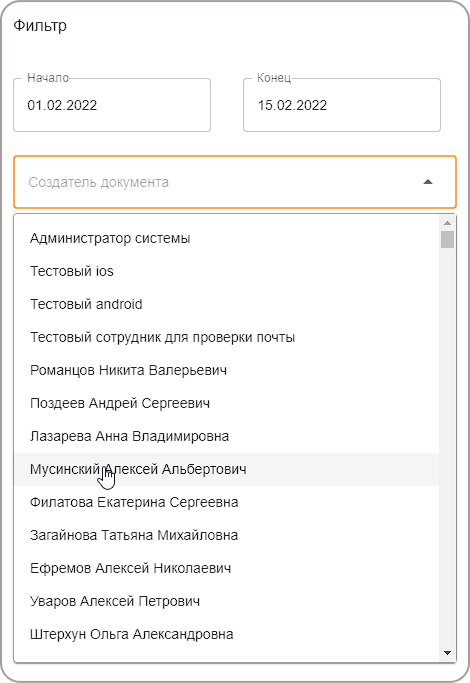 Фильтр
Начало
Конец
01.02.2022
15.02.2022
Создатель документа
Администратор системы
Тестовый ios
Тестовый android
Тестовый сотрудник для проверки почты
Романцов Никита Валерьевич
Поздеев Андрей Сергеевич
Лазарева Анна Владимировна
Мусинский Алексей Альбертович
Филатова Екатерина Сергеевна
Загайнова Татьяна Михайловна
Ефремов Алексей Николаевич
Уваров Алексей Петрович
Штерхун Ольга Александровна